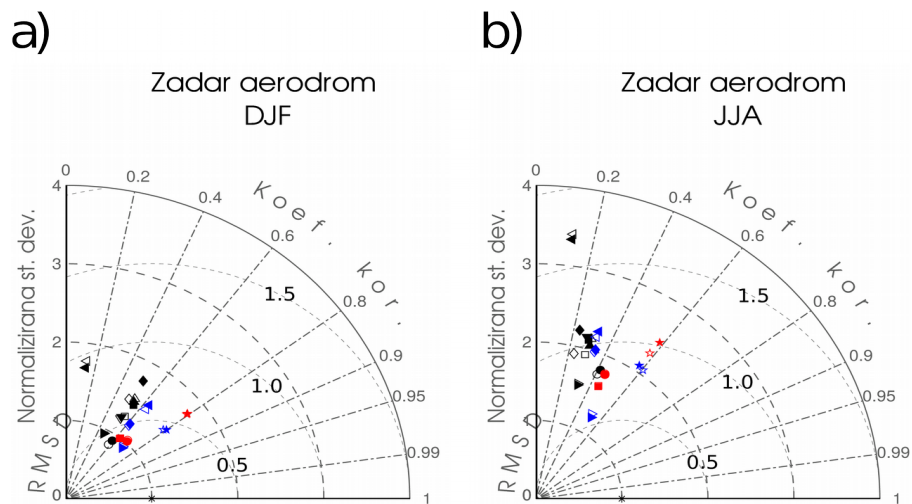 a)
Zadar aerodrom
DJF
0
0.2
0.4
0.6
0.8
0.9
0.95
0.99
1
Koef. kor.
4
3
2
1
0
Normalizirana st. dev.
RMSD
1.5
1.0
0.5
b)
Zadar aerodrom
JJA
0
0.2
0.4
0.6
0.8
0.9
0.95
0.99
1
Koef. kor.
4
3
2
1
0
Normalizirana st. dev.
RMSD
1.5
1.0
0.5